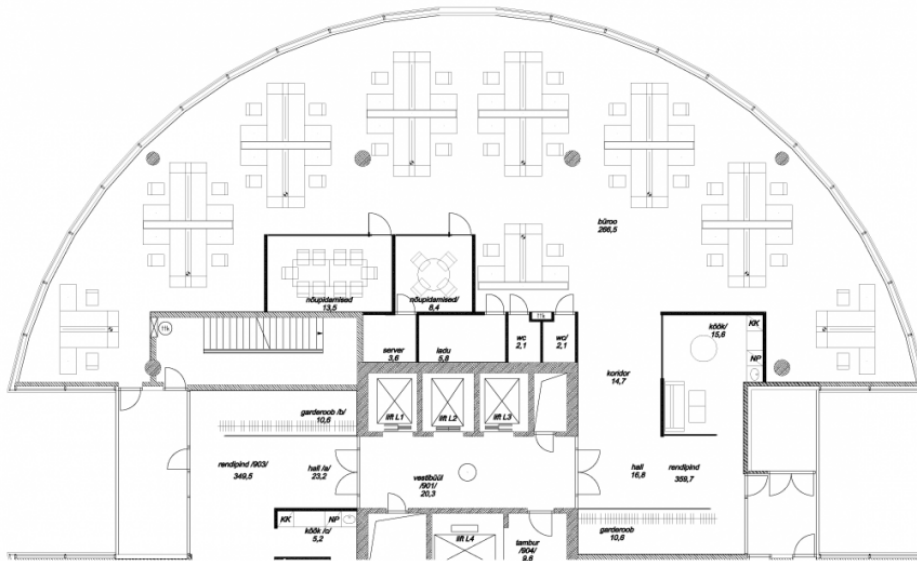 büroo
266,5
nõupidamised
13,5
nõupidamised/
8,4
server
3,6
ladu
5,8
wc
2,1
wc/
2,1
köök/
15,6
KK
NP
koridor
14,7
lift L1
lift L2
lift L3
garderoob /b/
10,6
rendipind /903/
349,5
hall /a/
23,2
vestibüül
/901/
20,3
hall
16,8
rendipind
359,7
KK
NP
köök /c/
5,2
lift L4
tambur
/904/
9,6
garderoob
10,6